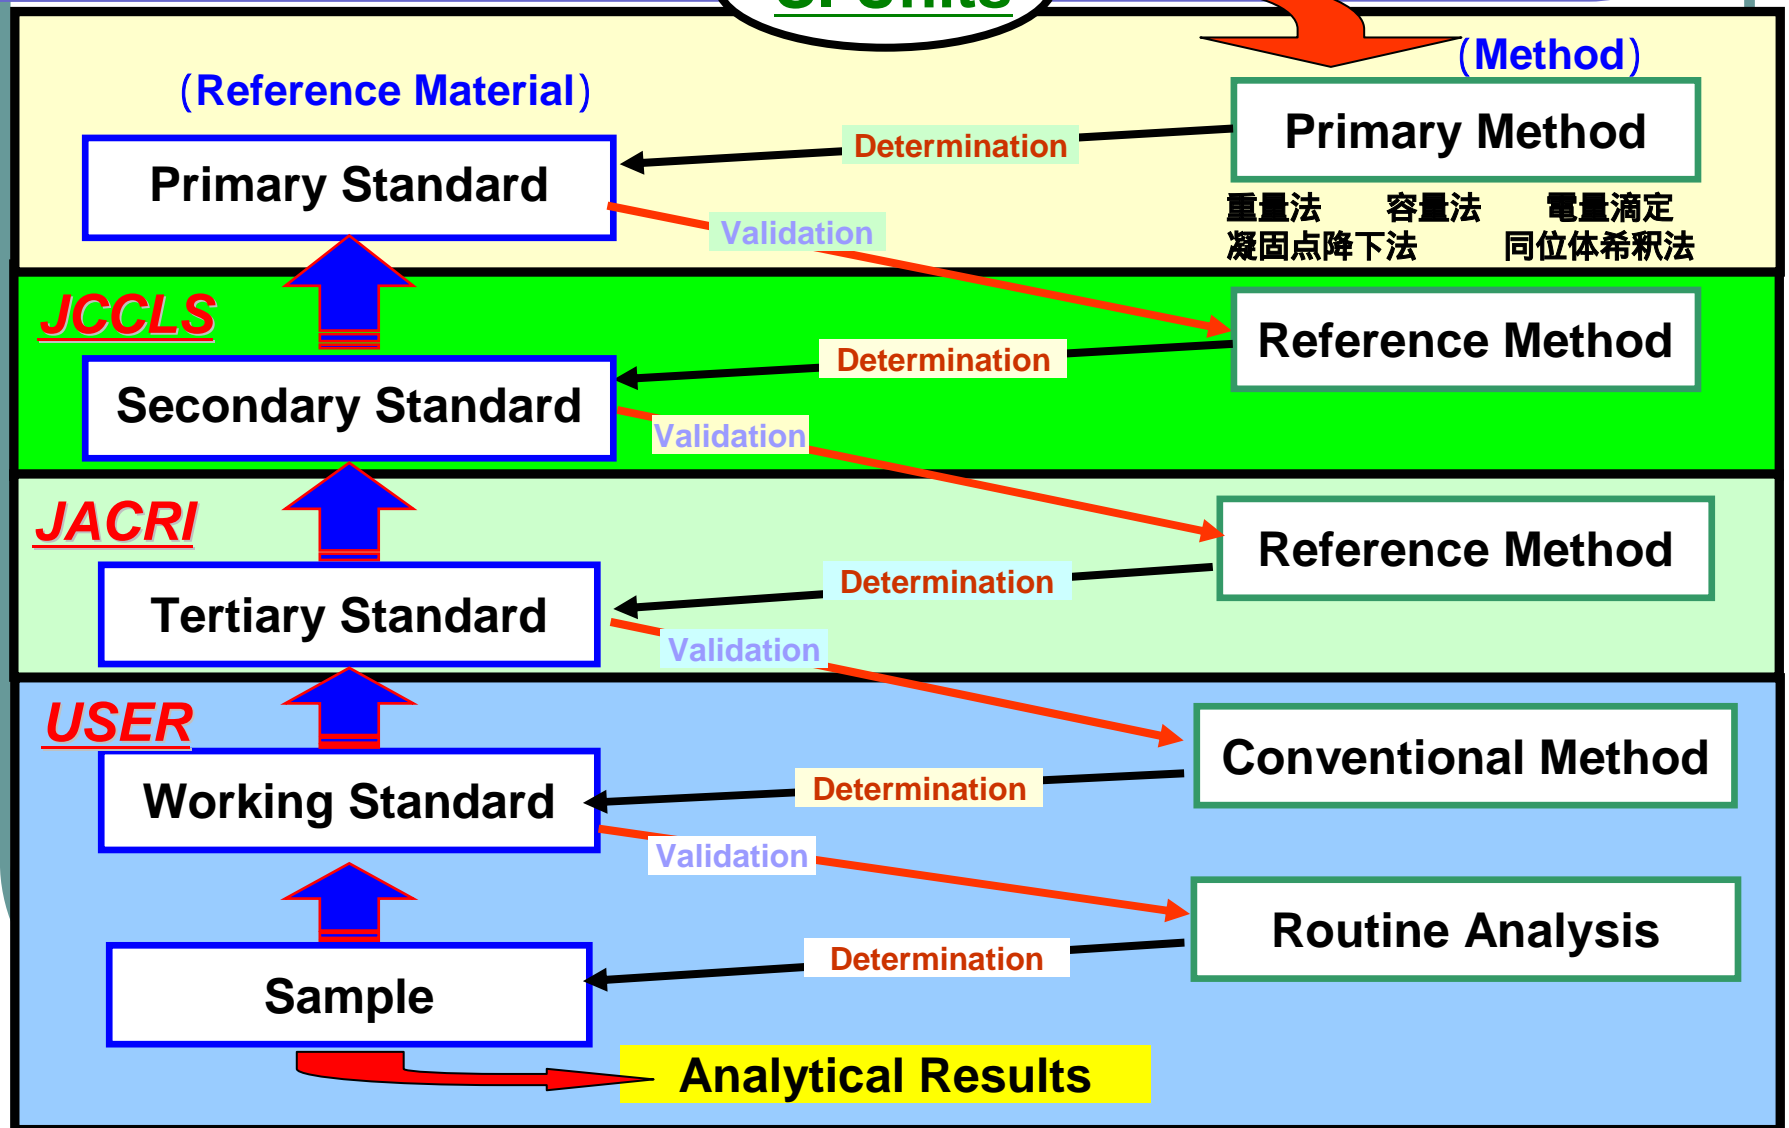 (Reference Material)
(Method)
Primary Method
Determination
Primary Standard
重量法 容量法 電量滴定
凝固点降下法 同位体希釈法
Validation
JCCLS
Reference Method
Determination
Secondary Standard
Validation
JACRI
Reference Method
Determination
Tertiary Standard
Validation
USER
Conventional Method
Determination
Working Standard
Validation
Routine Analysis
Determination
Sample
Analytical Results